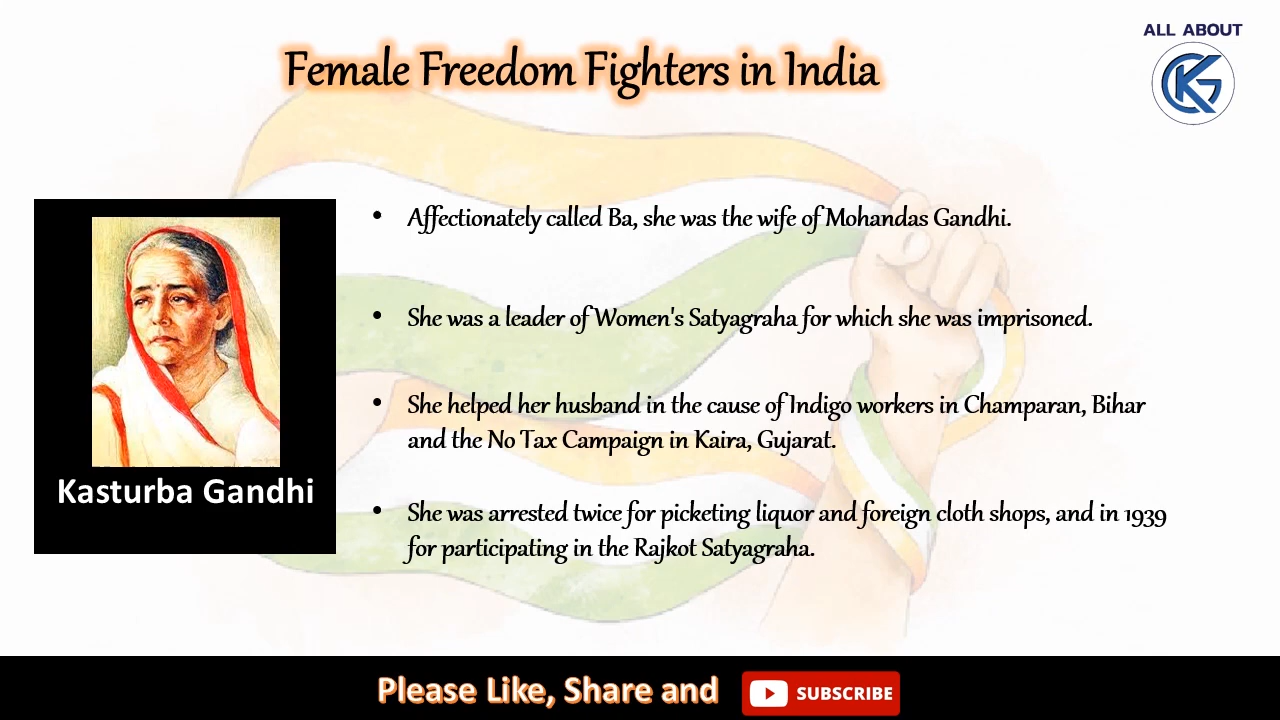 ALL ABOUT
GK
Female Freedom Fighters in India
• Affectionately called Ba, she was the wife of Mohandas Gandhi.
• She was a leader of Women's Satyagraha for which she was imprisoned.
• She helped her husband in the cause of Indigo workers in Champaran, Bihar
and the No Tax Campaign in Kaira, Gujarat.
• She was arrested twice for picketing liquor and foreign cloth shops, and in 1939
for participating in the Rajkot Satyagraha.
Kasturba Gandhi
Please Like, Share and SUBSCRIBE